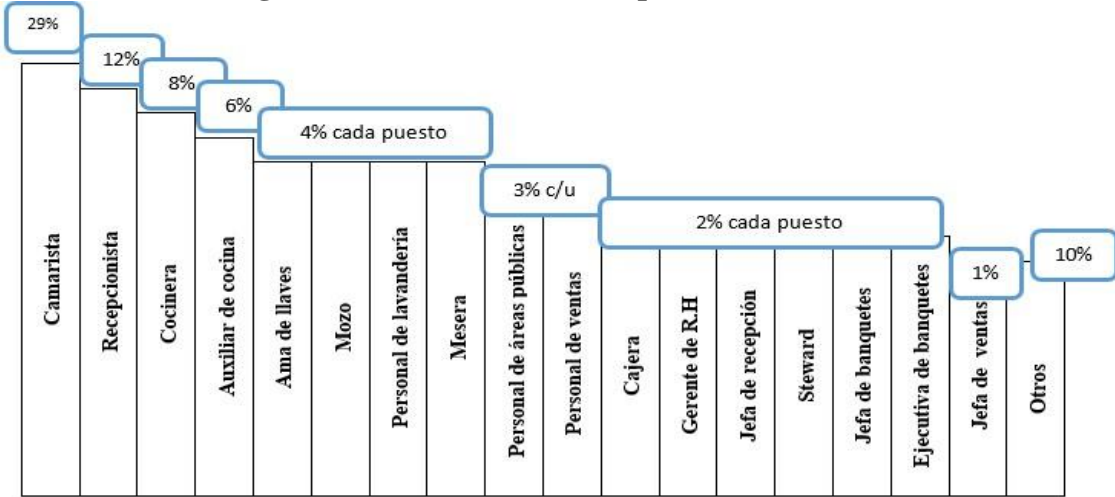 29%
12%
8%
6%
4% cada puesto
3% c/u
2% cada puesto
1%
10%
Camarista
Recepcionista
Cocinera
Auxiliar de cocina
Ama de llaves
Mozo
Personal de lavandería
Mesera
Personal de áreas públicas
Personal de ventas
Cajera
Gerente de R.H
Jefa de recepción
Steward
Jefa de banquetes
Ejecutiva de banquetes
Jefa de ventas
Otros